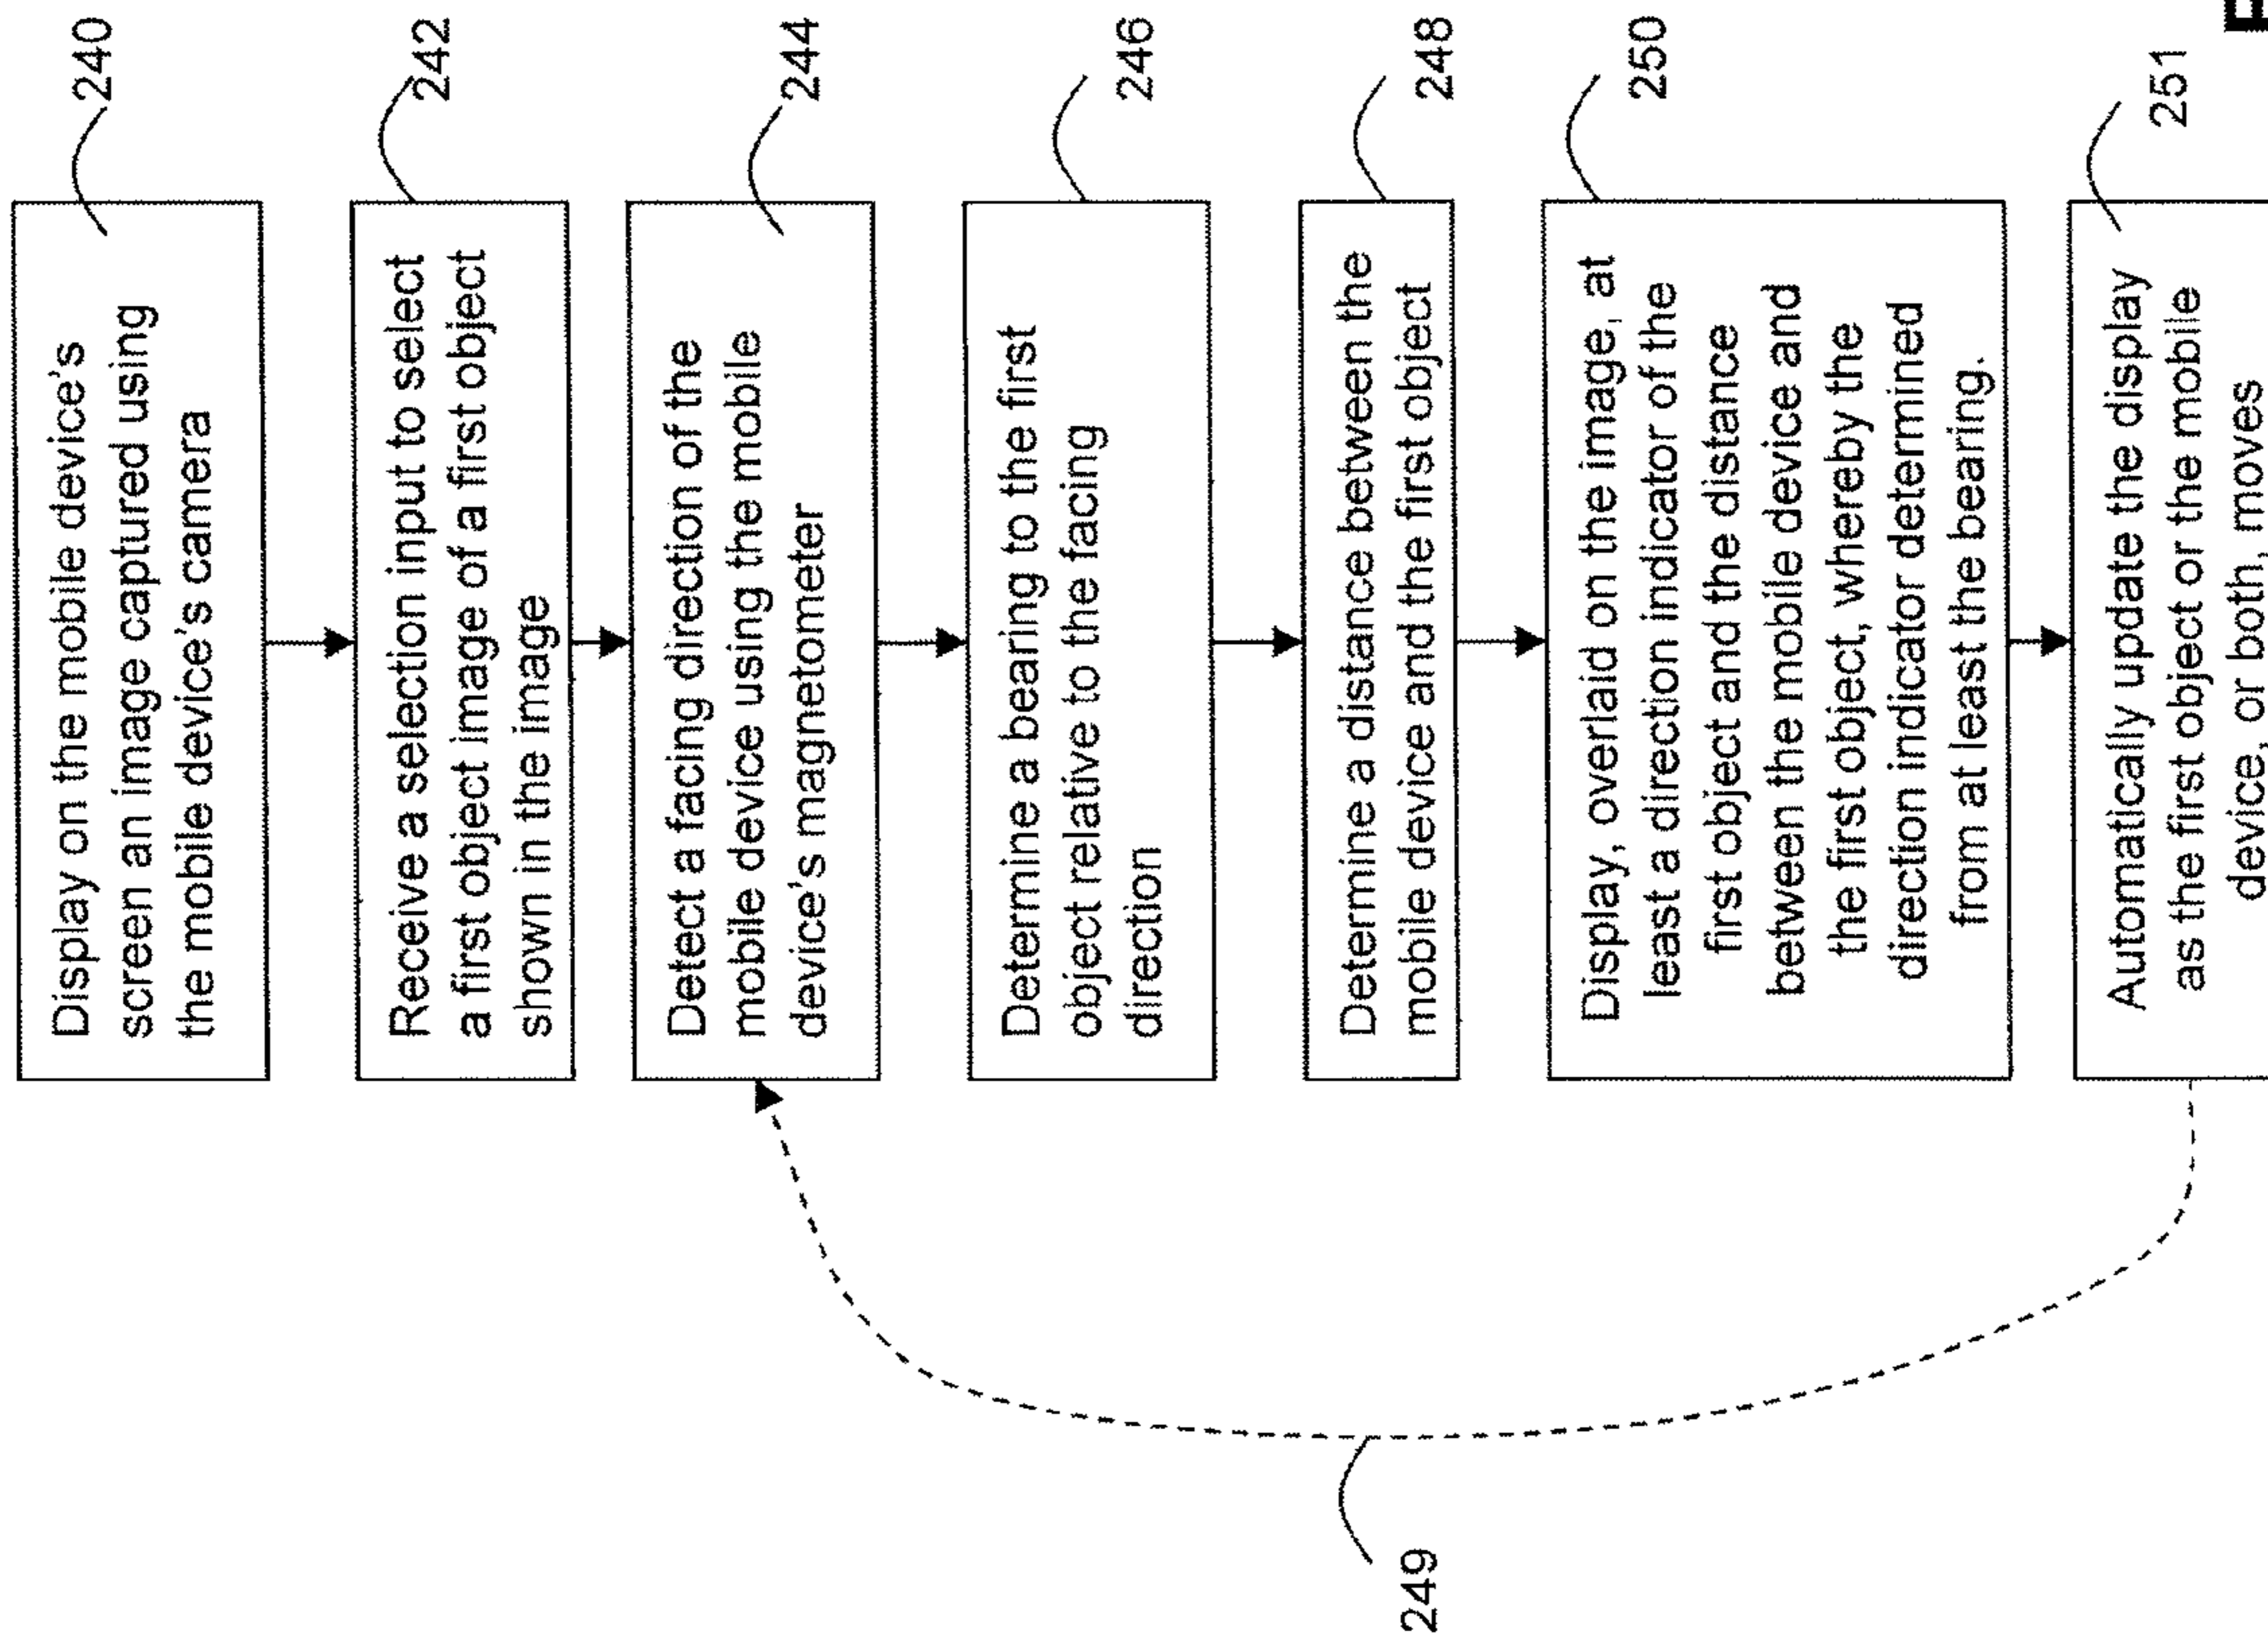 Display on the mobile device's
screen an image captured using
the mobile device's camera
240
Receive a selection input to select
a first object image of a first object
shown in the image
242
Detect a facing direction of the
mobile device using the mobile
device's magnetometer
244
Determine a bearing to the first
object relative to the facing
direction
246
Determine a distance between the
mobile device and the first object
248
Display, overlaid on the image, at
least a direction indicator of the
first object and the distance
between the mobile device and
the first object, whereby the
direction indicator determined
from at least the bearing.
250
Automatically update the display
as the first object or the mobile
device, or both, moves
251
249